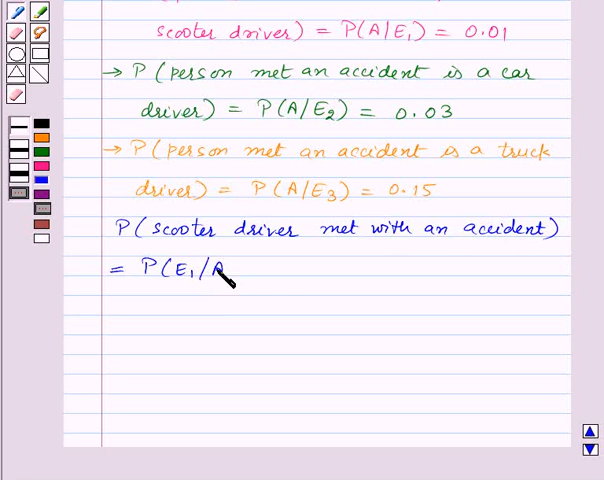 scooter driver) = P(A/E₁) = 0.01
→ P (person met an accident is a car
driver) = P(A/E₂) = 0.03
→ P(person met an accident is a truck
driver) = P(A/E₃) = 0.15
P(scooter driver met with an accident)
= P(E₁/A